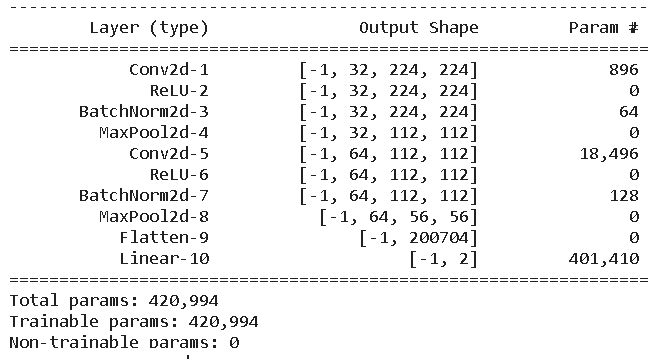 ----------------------------------------------------------------
Layer (type) Output Shape Param #
================================================================
Conv2d-1 [-1, 32, 224, 224] 896
ReLU-2 [-1, 32, 224, 224] 0
BatchNorm2d-3 [-1, 32, 224, 224] 64
MaxPool2d-4 [-1, 32, 112, 112] 0
Conv2d-5 [-1, 64, 112, 112] 18,496
ReLU-6 [-1, 64, 112, 112] 0
BatchNorm2d-7 [-1, 64, 112, 112] 128
MaxPool2d-8 [-1, 64, 56, 56] 0
Flatten-9 [-1, 200704] 0
Linear-10 [-1, 2] 401,410
================================================================
Total params: 420,994
Trainable params: 420,994
Non-trainable params: 0